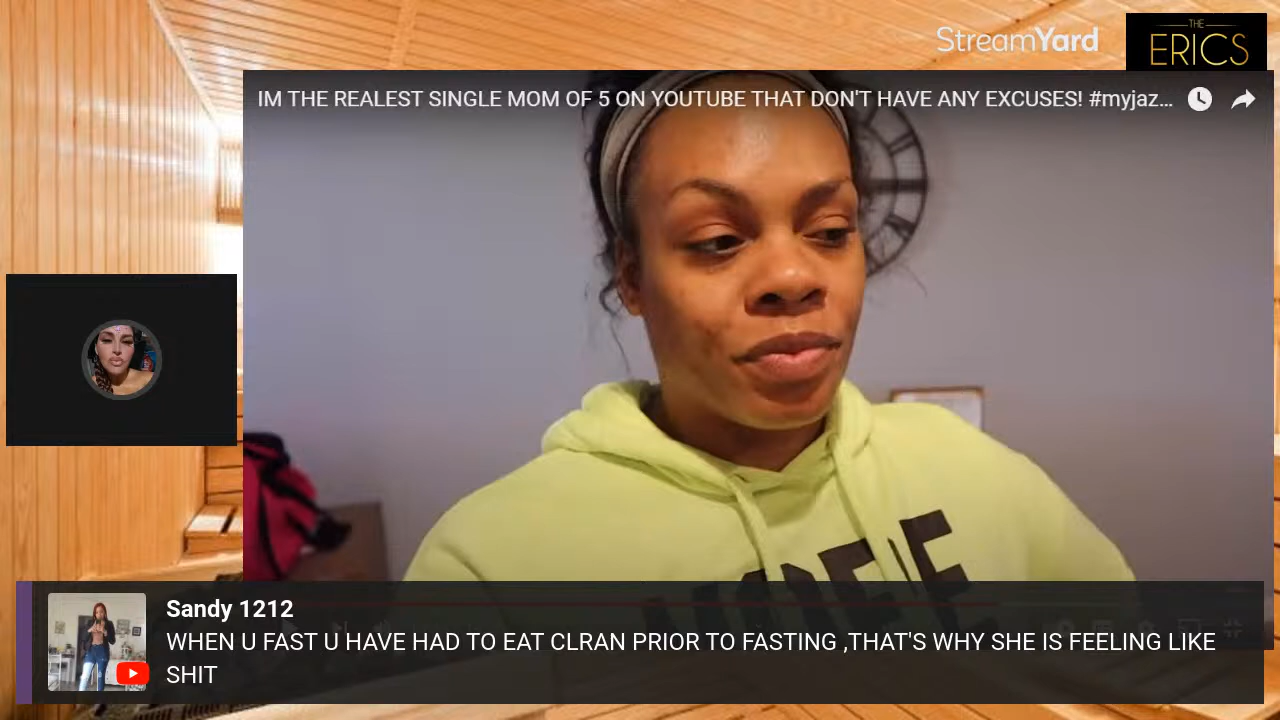 StreamYard
THE
ERICS
IM THE REALEST SINGLE MOM OF 5 ON YOUTUBE THAT DON'T HAVE ANY EXCUSES! #myjaz...
Sandy 1212
WHEN U FAST U HAVE HAD TO EAT CLRAN PRIOR TO FASTING ,THAT'S WHY SHE IS FEELING LIKE
SHIT